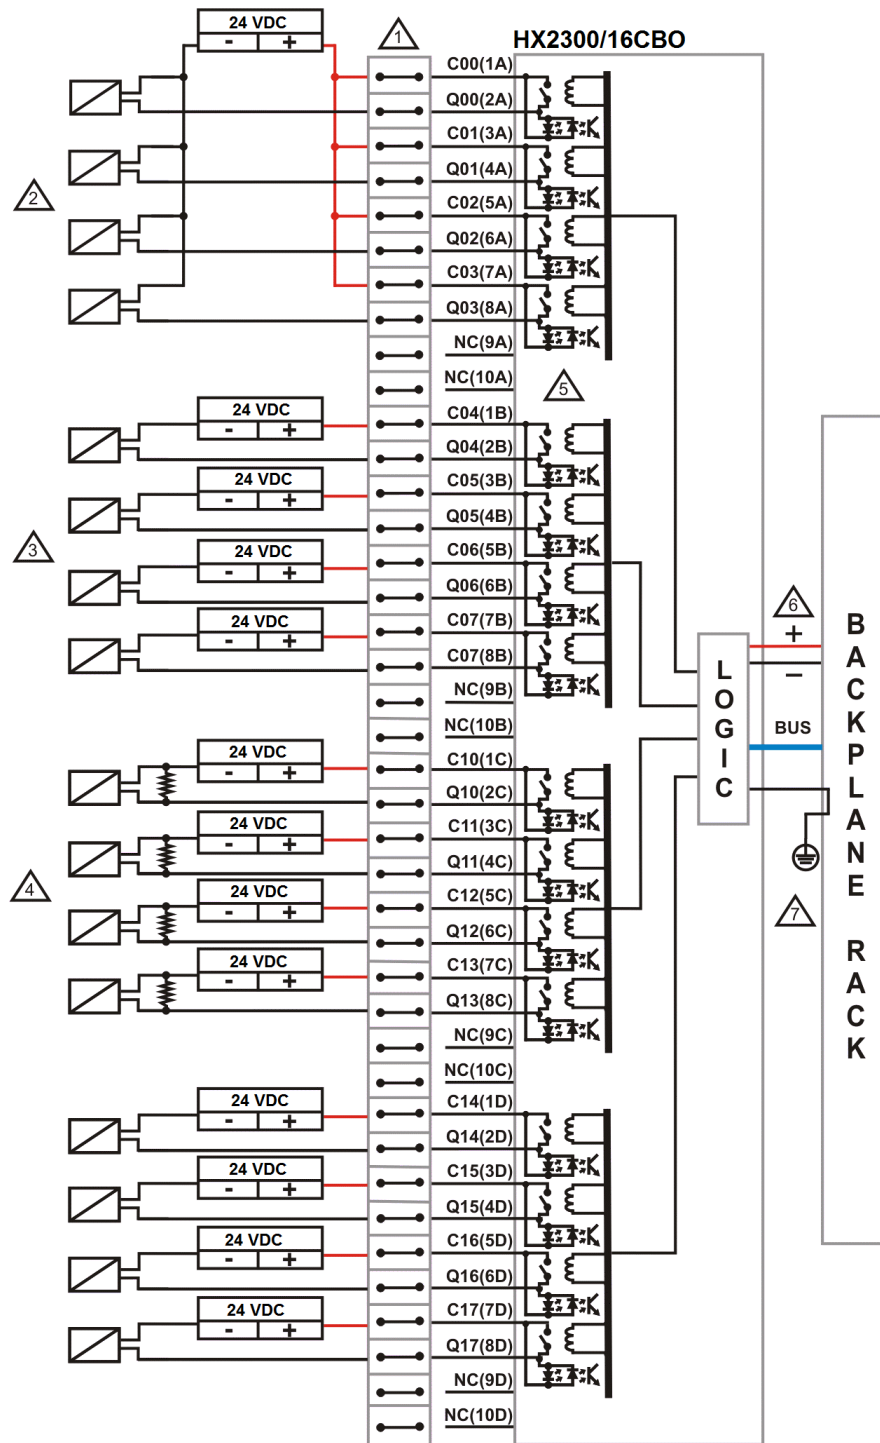 24 VDC
- +
1
HX2300/16CBO
C00(1A)
Q00(2A)
C01(3A)
Q01(4A)
2
C02(5A)
Q02(6A)
C03(7A)
Q03(8A)
NC(9A)
NC(10A)
5
24 VDC
- +
C04(1B)
Q04(2B)
24 VDC
- +
C05(3B)
Q05(4B)
3
24 VDC
- +
C06(5B)
Q06(6B)
24 VDC
- +
C07(7B)
C07(8B)
NC(9B)
NC(10B)
6
+
−
BUS
LOGIC
BACKPLANE RACK
7
24 VDC
- +
C10(1C)
Q10(2C)
24 VDC
- +
C11(3C)
Q11(4C)
4
24 VDC
- +
C12(5C)
Q12(6C)
24 VDC
- +
C13(7C)
Q13(8C)
NC(9C)
NC(10C)
24 VDC
- +
C14(1D)
Q14(2D)
24 VDC
- +
C15(3D)
Q15(4D)
24 VDC
- +
C16(5D)
Q16(6D)
24 VDC
- +
C17(7D)
Q17(8D)
NC(9D)
NC(10D)